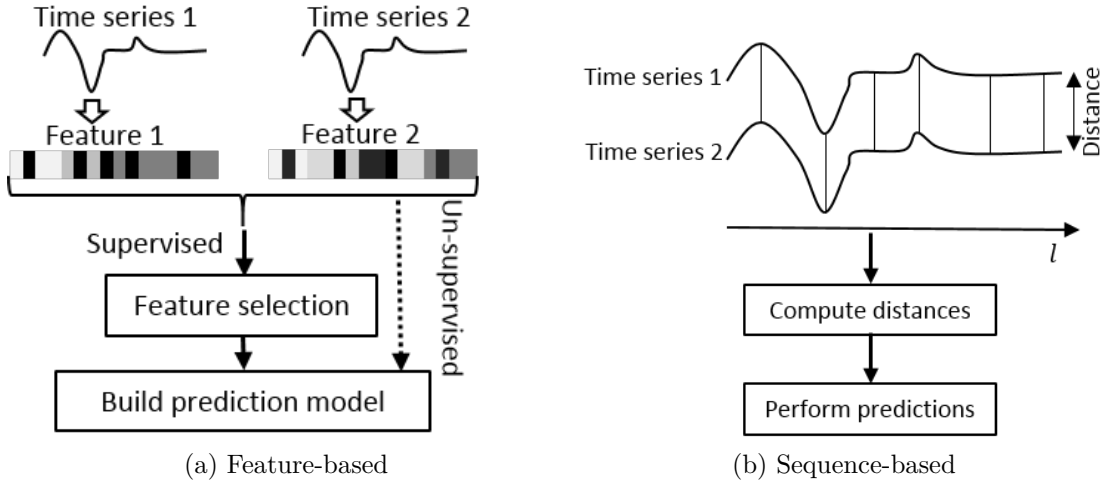 Time series 1
Time series 2
Feature 1
Feature 2
Supervised
Un-supervised
Feature selection
Build prediction model
(a) Feature-based
Time series 1
Time series 2
Distance
l
Compute distances
Perform predictions
(b) Sequence-based